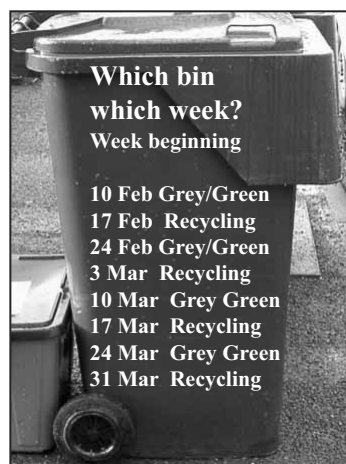 Which bin
which week?
Week beginning
10 Feb Grey/Green
17 Feb Recycling
24 Feb Grey/Green
3 Mar Recycling
10 Mar Grey Green
17 Mar Recycling
24 Mar Grey Green
31 Mar Recycling